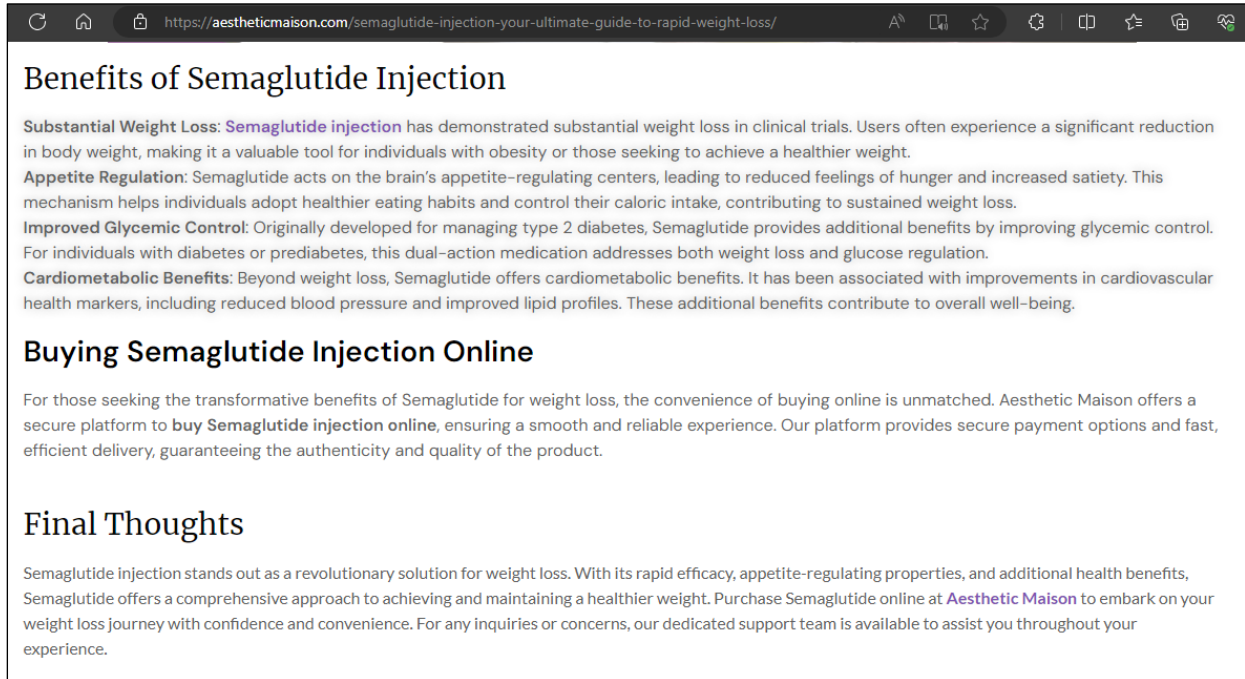 https://aestheticmaison.com/semaglutide-injection-your-ultimate-guide-to-rapid-weight-loss/
Benefits of Semaglutide Injection
Substantial Weight Loss: Semaglutide injection has demonstrated substantial weight loss in clinical trials. Users often experience a significant reduction
in body weight, making it a valuable tool for individuals with obesity or those seeking to achieve a healthier weight.
Appetite Regulation: Semaglutide acts on the brain’s appetite-regulating centers, leading to reduced feelings of hunger and increased satiety. This
mechanism helps individuals adopt healthier eating habits and control their caloric intake, contributing to sustained weight loss.
Improved Glycemic Control: Originally developed for managing type 2 diabetes, Semaglutide provides additional benefits by improving glycemic control.
For individuals with diabetes or prediabetes, this dual-action medication addresses both weight loss and glucose regulation.
Cardiometabolic Benefits: Beyond weight loss, Semaglutide offers cardiometabolic benefits. It has been associated with improvements in cardiovascular
health markers, including reduced blood pressure and improved lipid profiles. These additional benefits contribute to overall well-being.
Buying Semaglutide Injection Online
For those seeking the transformative benefits of Semaglutide for weight loss, the convenience of buying online is unmatched. Aesthetic Maison offers a
secure platform to buy Semaglutide injection online, ensuring a smooth and reliable experience. Our platform provides secure payment options and fast,
efficient delivery, guaranteeing the authenticity and quality of the product.
Final Thoughts
Semaglutide injection stands out as a revolutionary solution for weight loss. With its rapid efficacy, appetite-regulating properties, and additional health benefits,
Semaglutide offers a comprehensive approach to achieving and maintaining a healthier weight. Purchase Semaglutide online at Aesthetic Maison to embark on your
weight loss journey with confidence and convenience. For any inquiries or concerns, our dedicated support team is available to assist you throughout your
experience.